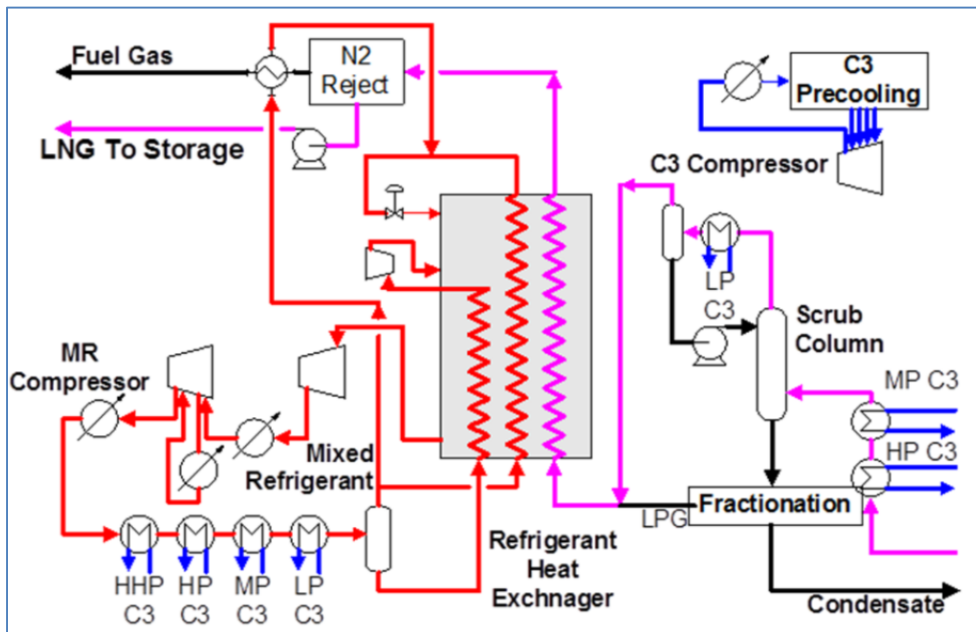 Fuel Gas
N2
Reject
C3
Precooling
LNG To Storage
C3 Compressor
LP
C3
Scrub
Column
MR
Compressor
MP C3
HP C3
Mixed
Refrigerant
Fractionation
LPG
Refrigerant
Heat
Exchnager
HHP
C3
HP
C3
MP
C3
LP
C3
Condensate